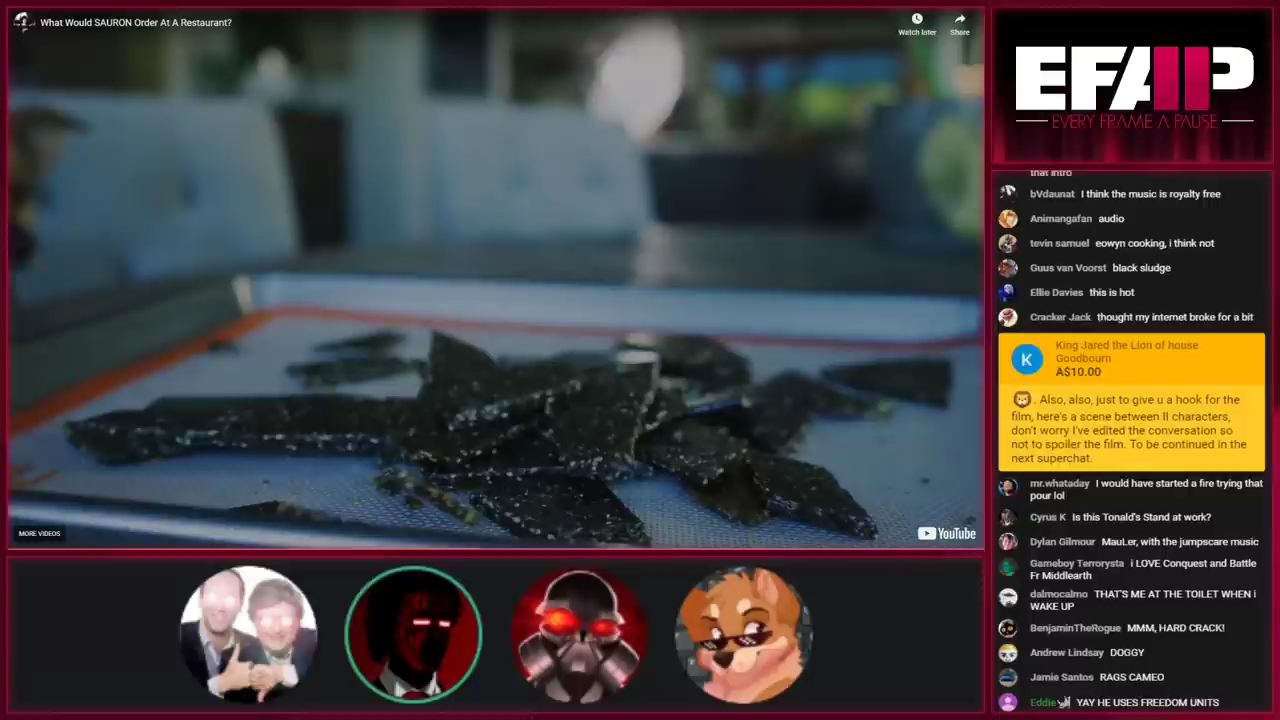 What Would SAURON Order At A Restaurant?
Watch later
Share
MORE VIDEOS
YouTube
EFAP
EVERY FRAME A PAUSE
that intro
bVdaunat I think the music is royalty free
Animangafan audio
tevin samuel eowyn cooking, i think not
Guus van Voorst black sludge
Ellie Davies this is hot
Cracker Jack thought my internet broke for a bit
K
King Jared the Lion of house
Goodbourn
A$10.00
. Also, also, just to give u a hook for the
film, here's a scene between II characters,
don't worry I've edited the conversation so
not to spoiler the film. To be continued in the
next superchat.
mr.whataday I would have started a fire trying that
pour lol
Cyrus K Is this Tonald's Stand at work?
Dylan Gilmour MauLer, with the jumpscare music
Gameboy Terrorysta i LOVE Conquest and Battle
Fr Middlearth
dalmocalmo THAT'S ME AT THE TOILET WHEN i
WAKE UP
BenjaminTheRogue MMM, HARD CRACK!
Andrew Lindsay DOGGY
Jamie Santos RAGS CAMEO
Eddie YAY HE USES FREEDOM UNITS